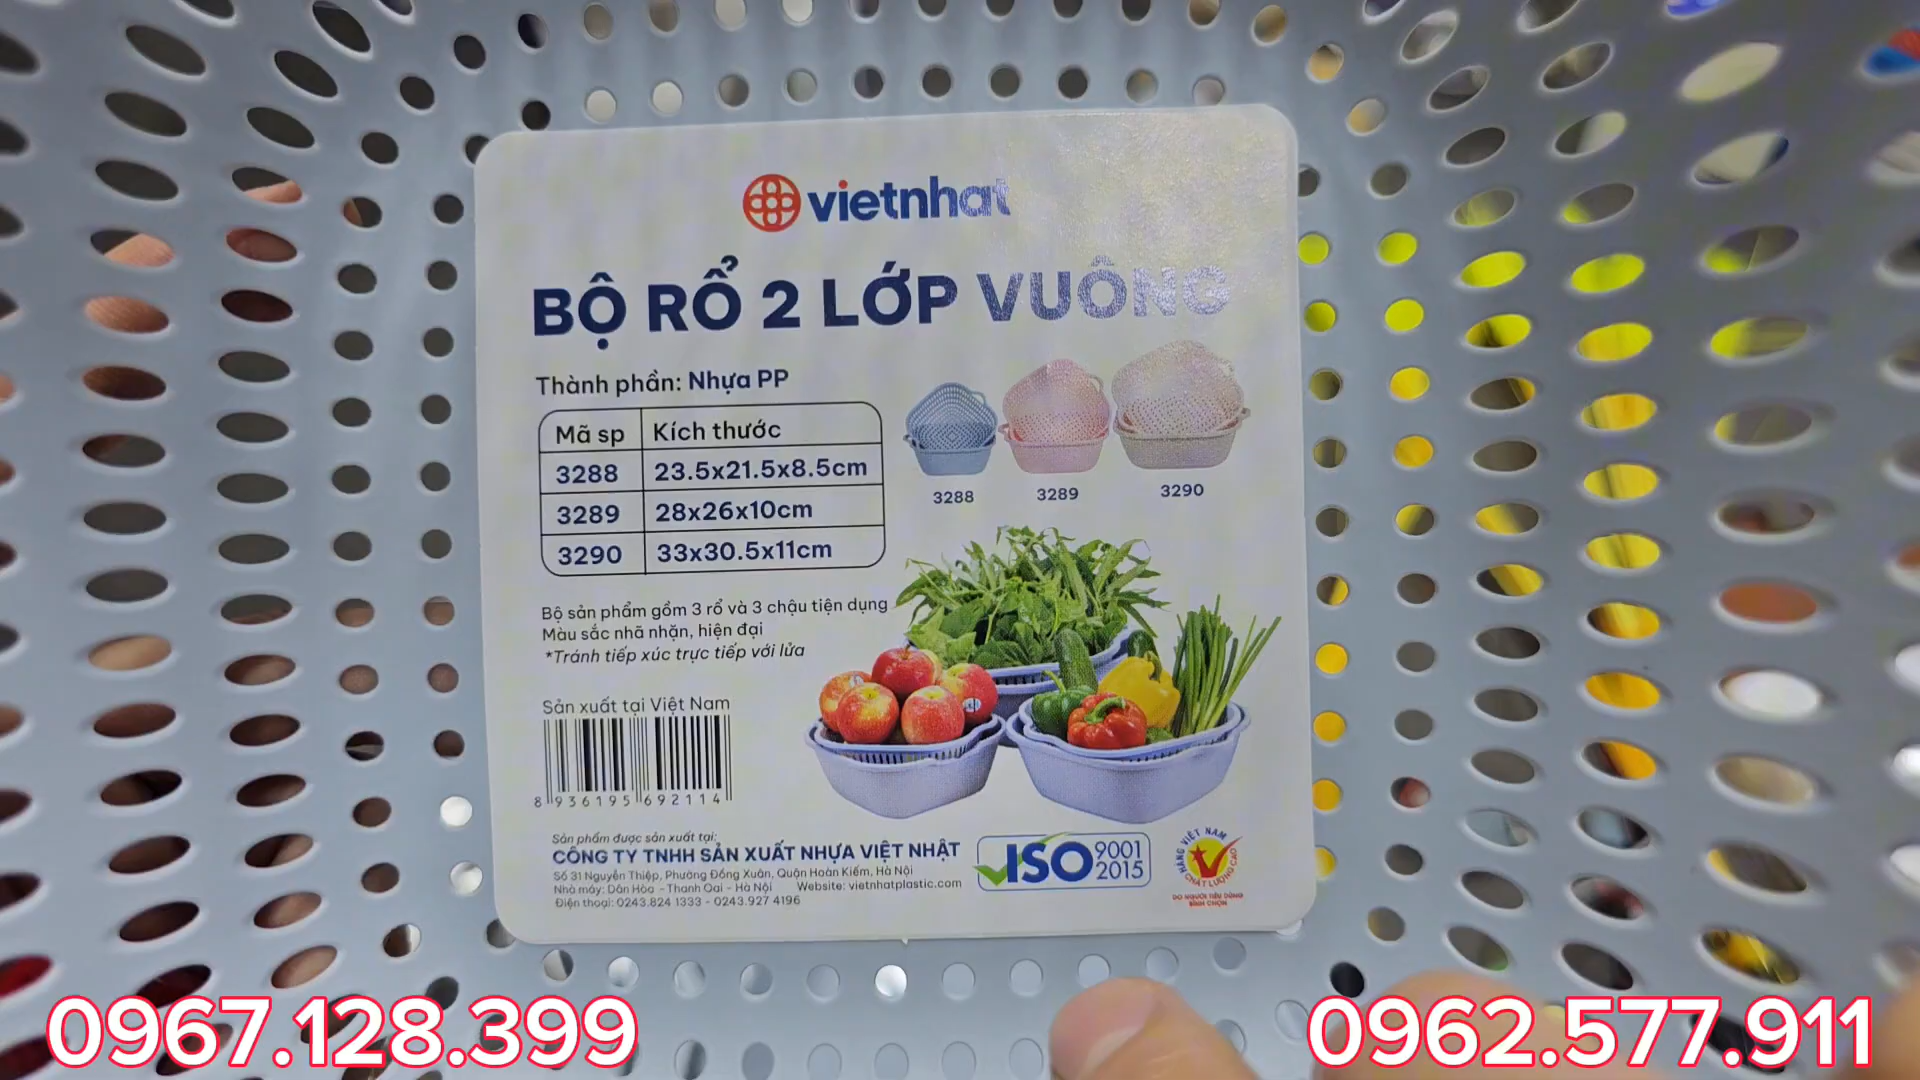 vietnhat
BỘ RỔ 2 LỚP VUÔNG
Thành phần: Nhựa PP
Mã sp Kích thước
3288 23.5x21.5x8.5cm
3289 28x26x10cm
3290 33x30.5x11cm
3288 3289 3290
Bộ sản phẩm gồm 3 rổ và 3 chậu tiện dụng
Màu sắc nhã nhặn, hiện đại
*Tránh tiếp xúc trực tiếp với lửa
Sản xuất tại Việt Nam
8 936195 692114
Sản phẩm được sản xuất tại:
CÔNG TY TNHH SẢN XUẤT NHỰA VIỆT NHẬT
Số 31 Nguyễn Thiệp, Phường Đồng Xuân, Quận Hoàn Kiếm, Hà Nội
Nhà máy: Dân Hòa - Thanh Oai - Hà Nội Website: vietnhatplastic.com
Điện thoại: 0243.824 1333 - 0243.927 4196
ISO 9001 2015
HÀNG VIỆT NAM
CHẤT LƯỢNG CAO
DO NGƯỜI TIÊU DÙNG
BÌNH CHỌN
0967.128.399
0962.577.911